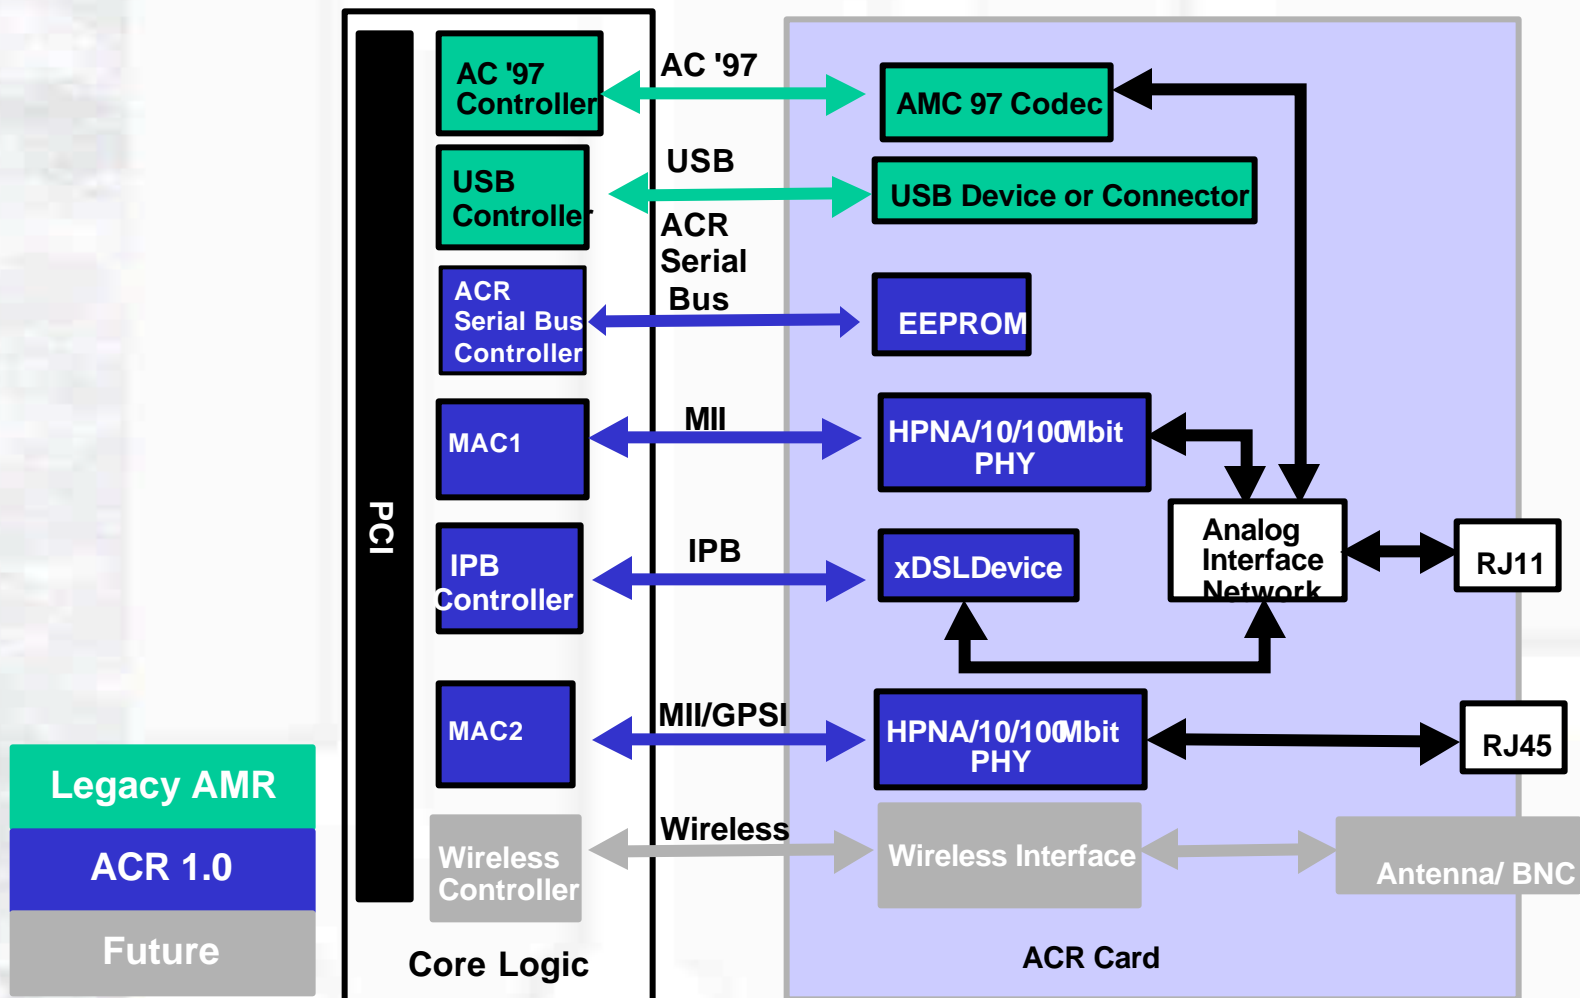 AC '97
Controller
AC '97
AMC 97 Codec
USB
Controller
USB
USB Device or Connector
ACR
Serial Bus
Controller
ACR
Serial
Bus
EEPROM
MAC1
MII
HPNA/10/100Mbit
PHY
PCI
IPB
Controller
IPB
xDSLDevice
Analog
Interface
Network
RJ11
MAC2
MII/GPSI
HPNA/10/100Mbit
PHY
RJ45
Wireless
Controller
Wireless
Wireless Interface
Antenna/ BNC
Legacy AMR
ACR 1.0
Future
Core Logic
ACR Card